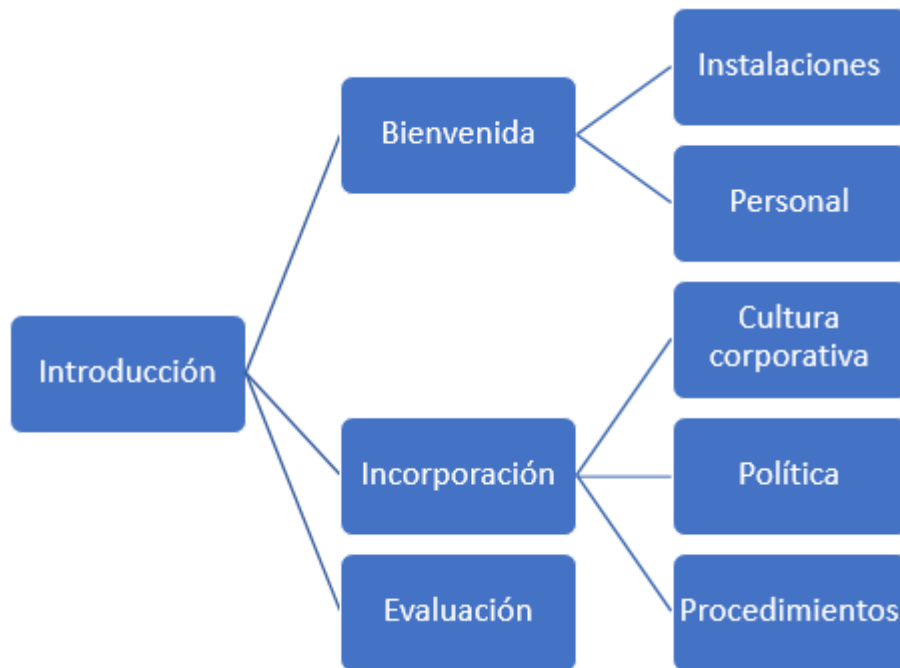 Introducción
Bienvenida
Instalaciones
Personal
Incorporación
Cultura
corporativa
Política
Procedimientos
Evaluación